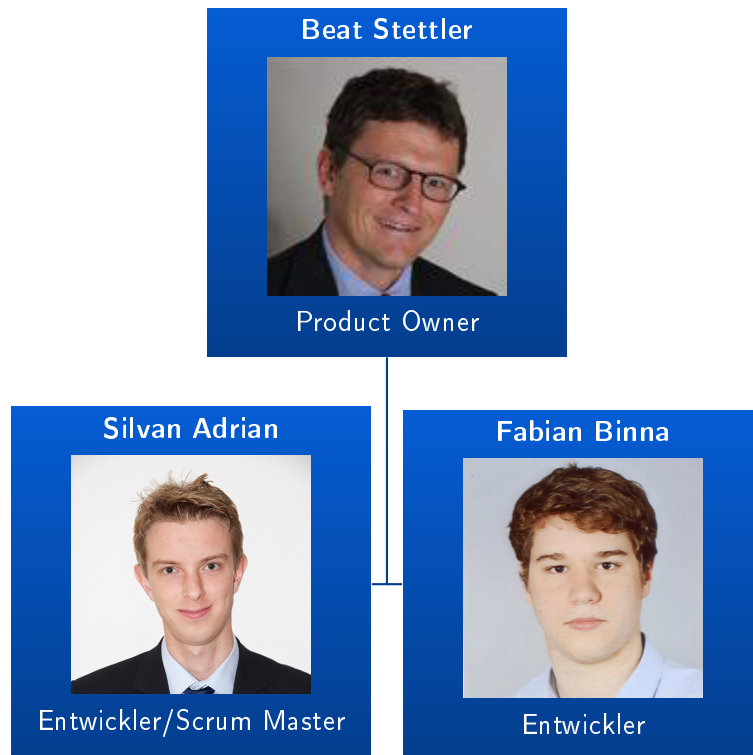 Beat Stettler
Product Owner
Silvan Adrian
Entwickler/Scrum Master
Fabian Binna
Entwickler